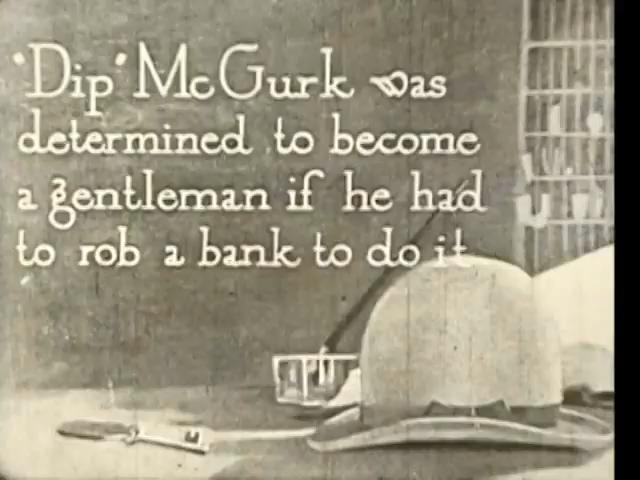 "Dip" McGurk was
determined to become
a gentleman if he had
to rob a bank to do it